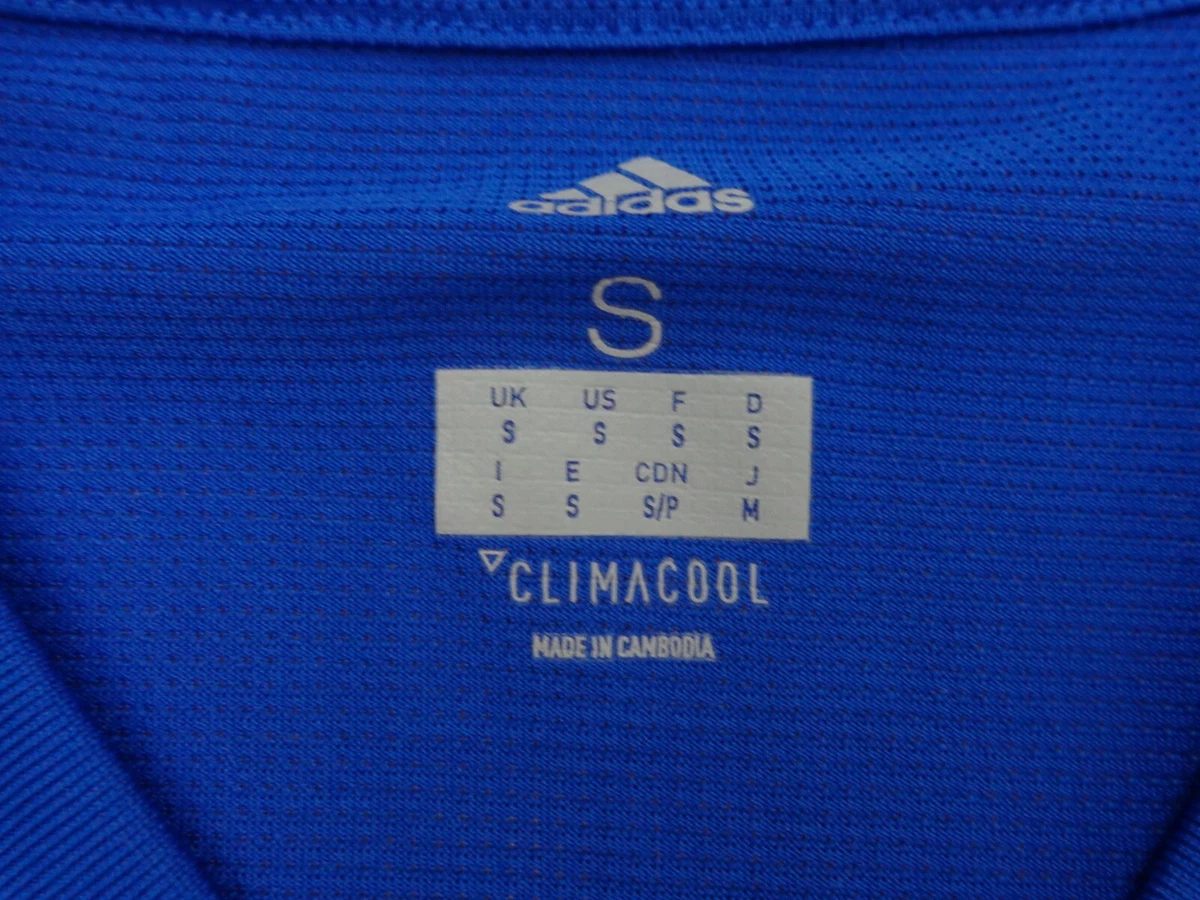 adidas
S
UK US F D
S S S S
I E CDN J
S S S/P M
CLIMACOOL
MADE IN CAMBODIA